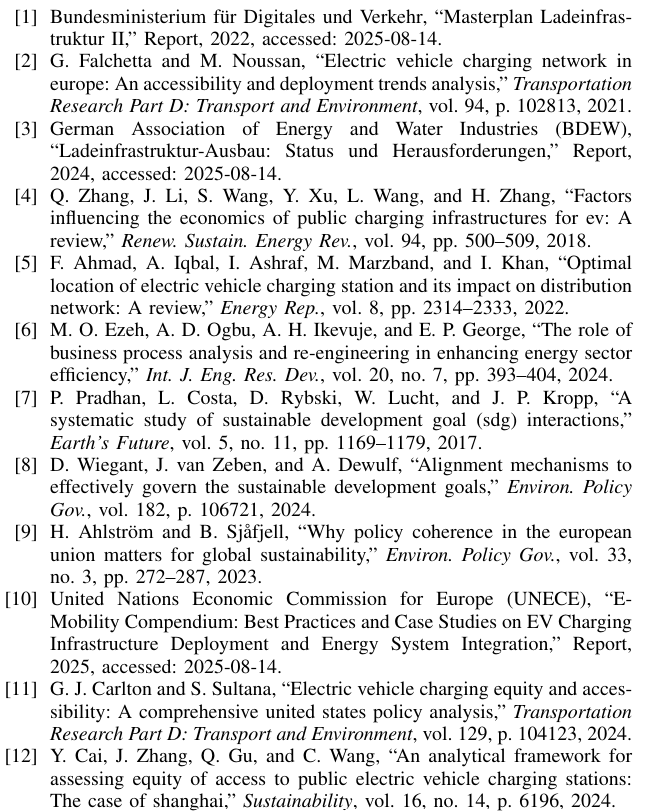 [1] Bundesministerium für Digitales und Verkehr, “Masterplan Ladeinfras-
truktur II,” Report, 2022, accessed: 2025-08-14.
[2] G. Falchetta and M. Noussan, “Electric vehicle charging network in
europe: An accessibility and deployment trends analysis,” Transportation
Research Part D: Transport and Environment, vol. 94, p. 102813, 2021.
[3] German Association of Energy and Water Industries (BDEW),
“Ladeinfrastruktur-Ausbau: Status und Herausforderungen,” Report,
2024, accessed: 2025-08-14.
[4] Q. Zhang, J. Li, S. Wang, Y. Xu, L. Wang, and H. Zhang, “Factors
influencing the economics of public charging infrastructures for ev: A
review,” Renew. Sustain. Energy Rev., vol. 94, pp. 500–509, 2018.
[5] F. Ahmad, A. Iqbal, I. Ashraf, M. Marzband, and I. Khan, “Optimal
location of electric vehicle charging station and its impact on distribution
network: A review,” Energy Rep., vol. 8, pp. 2314–2333, 2022.
[6] M. O. Ezeh, A. D. Ogbu, A. H. Ikevuje, and E. P. George, “The role of
business process analysis and re-engineering in enhancing energy sector
efficiency,” Int. J. Eng. Res. Dev., vol. 20, no. 7, pp. 393–404, 2024.
[7] P. Pradhan, L. Costa, D. Rybski, W. Lucht, and J. P. Kropp, “A
systematic study of sustainable development goal (sdg) interactions,”
Earth’s Future, vol. 5, no. 11, pp. 1169–1179, 2017.
[8] D. Wiegant, J. van Zeben, and A. Dewulf, “Alignment mechanisms to
effectively govern the sustainable development goals,” Environ. Policy
Gov., vol. 182, p. 106721, 2024.
[9] H. Ahlström and B. Sjåfjell, “Why policy coherence in the european
union matters for global sustainability,” Environ. Policy Gov., vol. 33,
no. 3, pp. 272–287, 2023.
[10] United Nations Economic Commission for Europe (UNECE), “E-
Mobility Compendium: Best Practices and Case Studies on EV Charging
Infrastructure Deployment and Energy System Integration,” Report,
2025, accessed: 2025-08-14.
[11] G. J. Carlton and S. Sultana, “Electric vehicle charging equity and acces-
sibility: A comprehensive united states policy analysis,” Transportation
Research Part D: Transport and Environment, vol. 129, p. 104123, 2024.
[12] Y. Cai, J. Zhang, Q. Gu, and C. Wang, “An analytical framework for
assessing equity of access to public electric vehicle charging stations:
The case of shanghai,” Sustainability, vol. 16, no. 14, p. 6196, 2024.